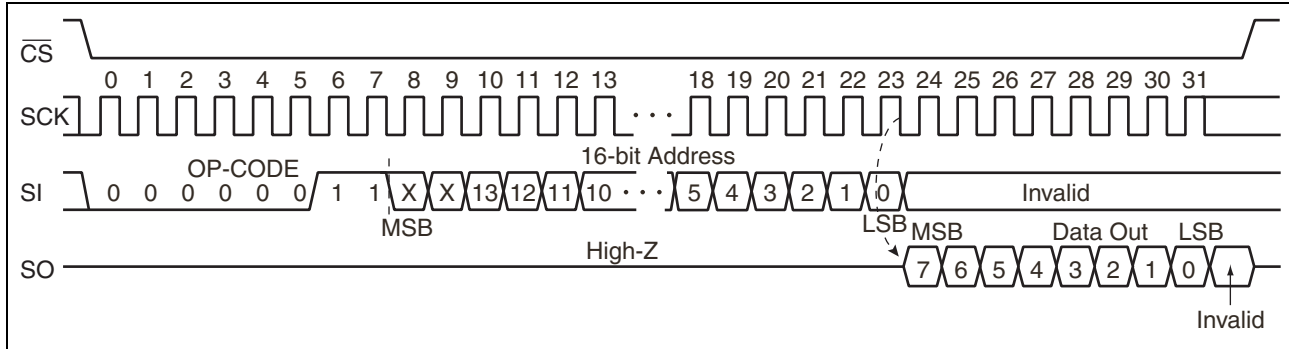 CS
0 1 2 3 4 5 6 7 8 9 10 11 12 13 18 19 20 21 22 23 24 25 26 27 28 29 30 31
SCK
· · ·
OP-CODE
16-bit Address
SI
0 0 0 0 0 0 1 1 X X 13 12 11 10 · · · 5 4 3 2 1 0
Invalid
MSB
LSB
MSB
Data Out
LSB
High-Z
SO
7 6 5 4 3 2 1 0
Invalid